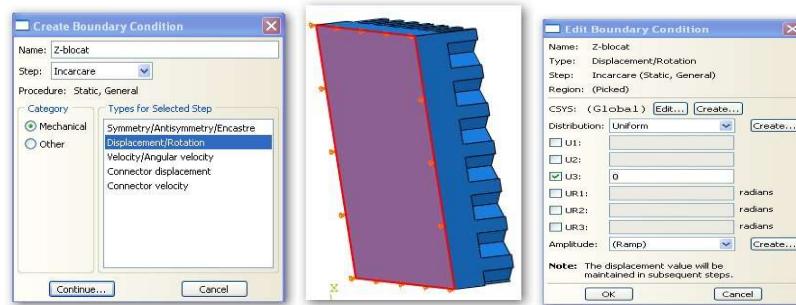 Create Boundary Condition
Name: Z-blocat
Step: Incarcare
Procedure: Static, General
Category
Mechanical
Other
Types for Selected Step
Symmetry/Antisymmetry/Encastre
Displacement/Rotation
Velocity/Angular velocity
Connector displacement
Connector velocity
Continue...
Cancel
X
Edit Boundary Condition
Name: Z-blocat
Type: Displacement/Rotation
Step: Incarcare (Static, General)
Region: (Picked)
CSYS: (Global) Edit... Create...
Distribution: Uniform Create...
U1:
U2:
U3: 0
UR1: radians
UR2: radians
UR3: radians
Amplitude: (Ramp) Create...
Note: The displacement value will be
maintained in subsequent steps.
OK Cancel